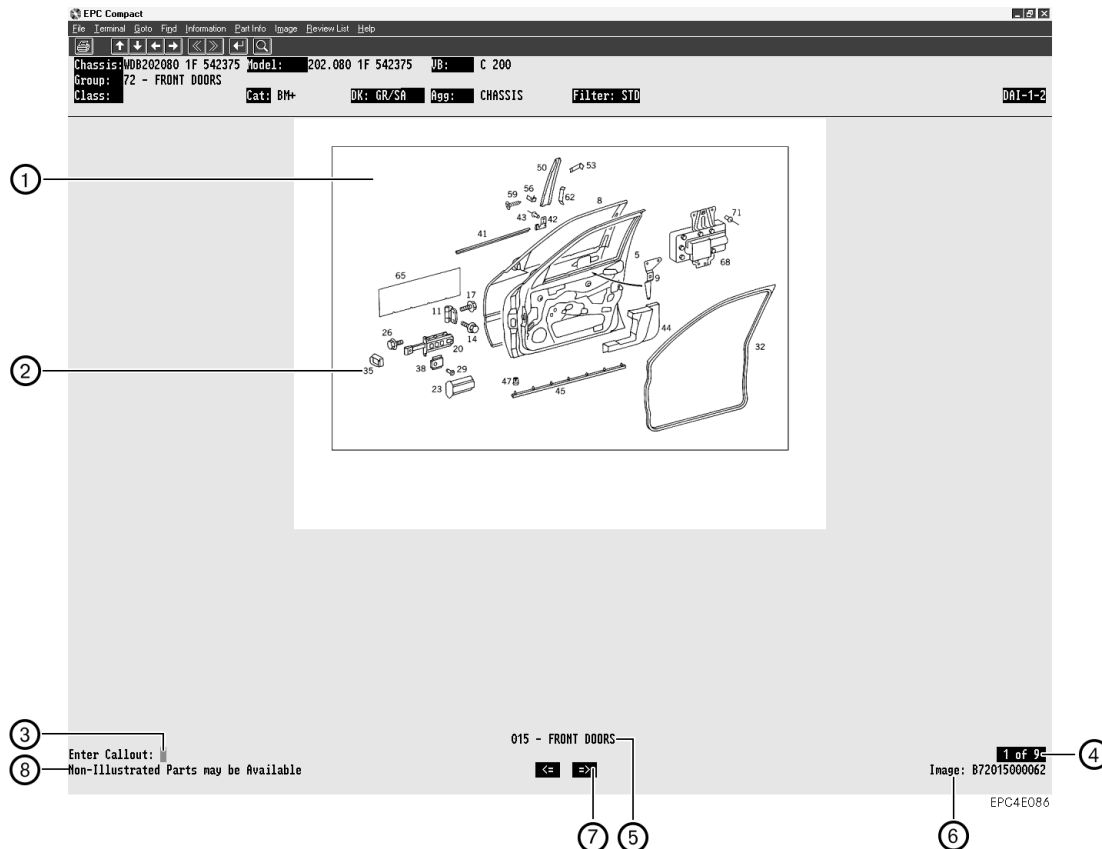 EPC Compact
File Terminal Goto Find Information Part Info Image Review List Help
Chassis: WDB202080 1F 542375 Model: 202.080 1F 542375 VB: C 200
Group: 72 - FRONT DOORS
Class: Cat: BM+ DK: GR/SA Agg: CHASSIS Filter: STD DAI-1-2
1
50 53
59 56 62
8
43 42
71
41
5
68
65
9
17
11
26 14
44
20
32
2
35
38 29
23
47
45
3
015 - FRONT DOORS
Enter Callout: 1 of 9
4
8
Non-Illustrated Parts may be Available <= => Image: B72015000062
EPC4E086
7 5 6